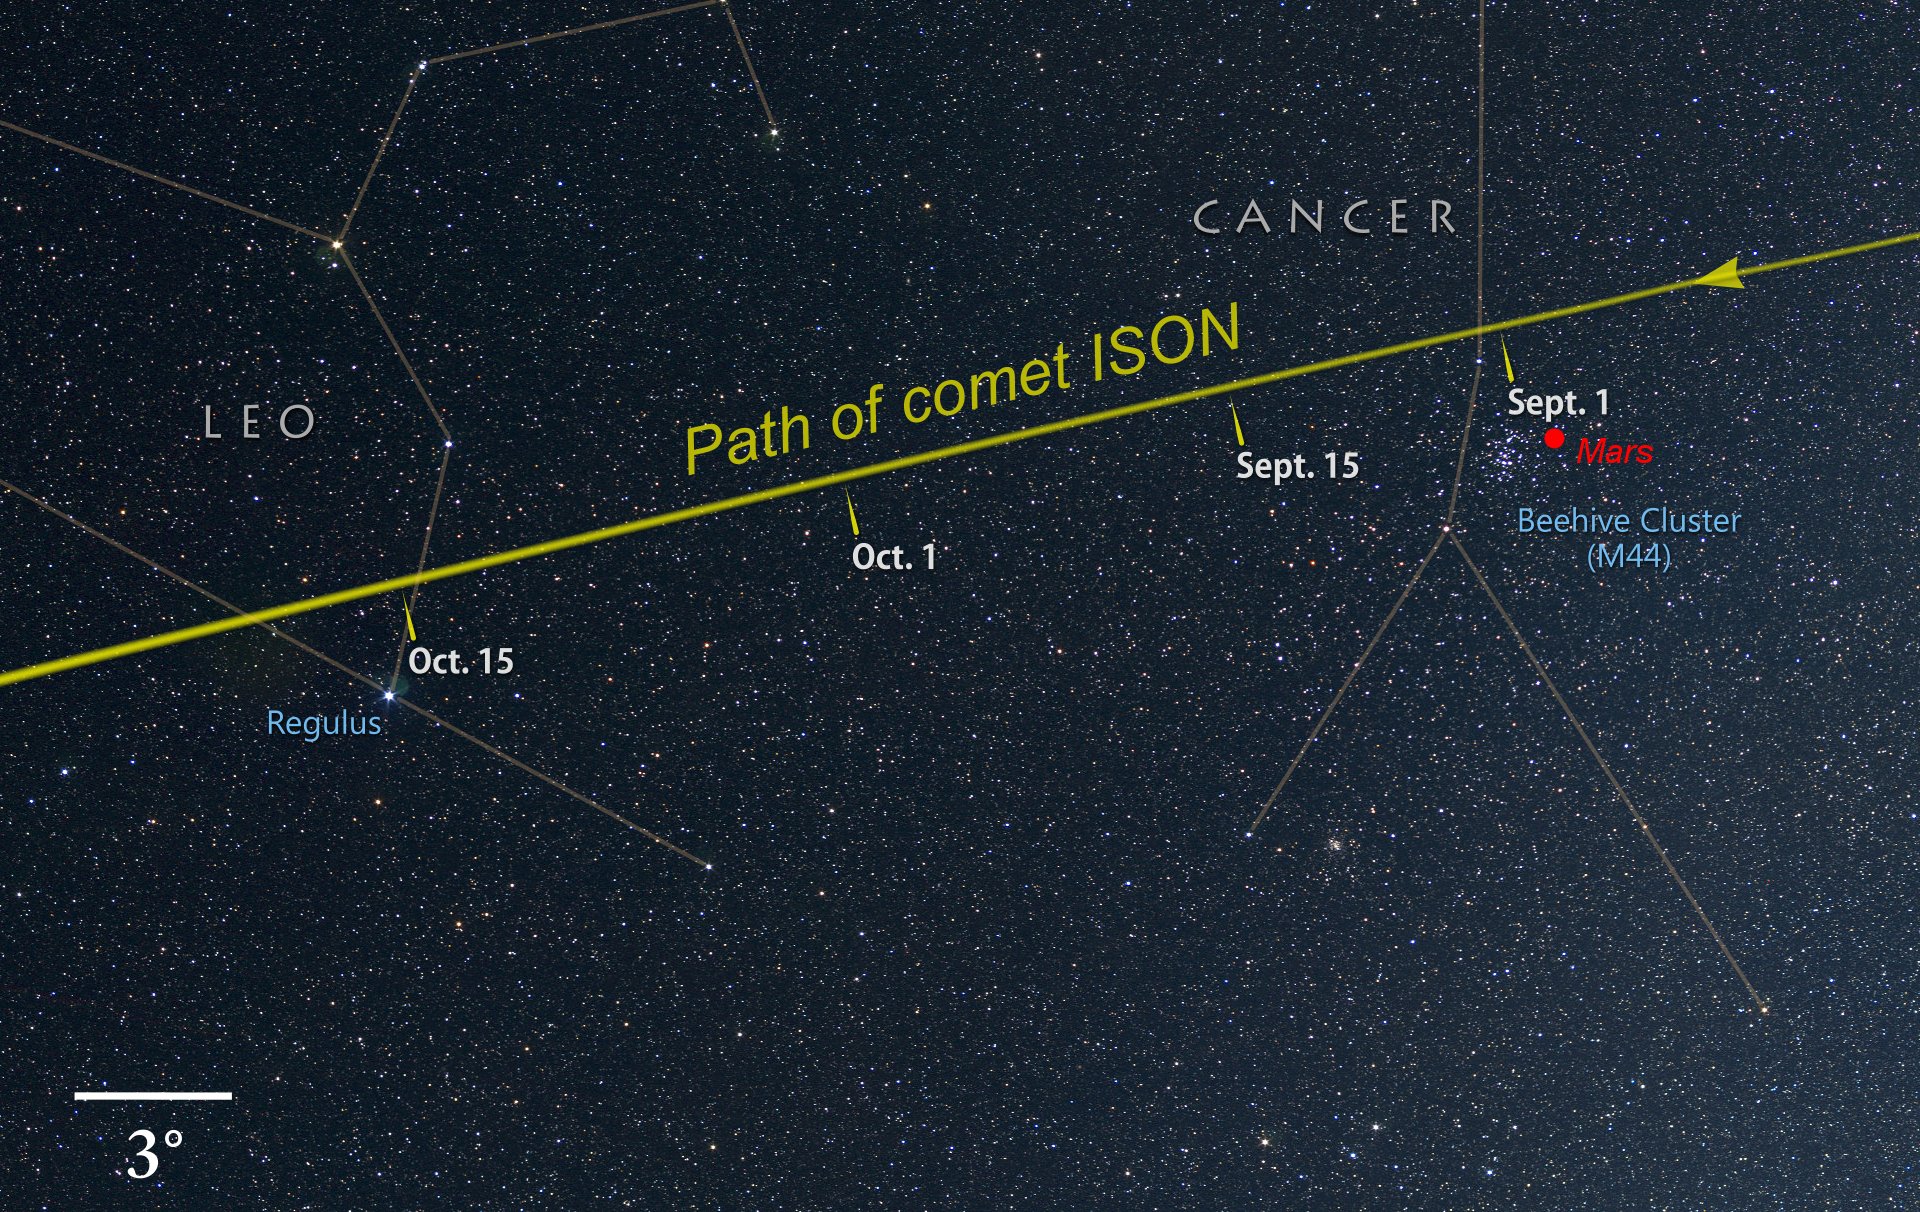 CANCER
Path of comet ISON
Sept. 1
LEO
Mars
Sept. 15
Beehive Cluster
(M44)
Oct. 1
Oct. 15
Regulus
3°